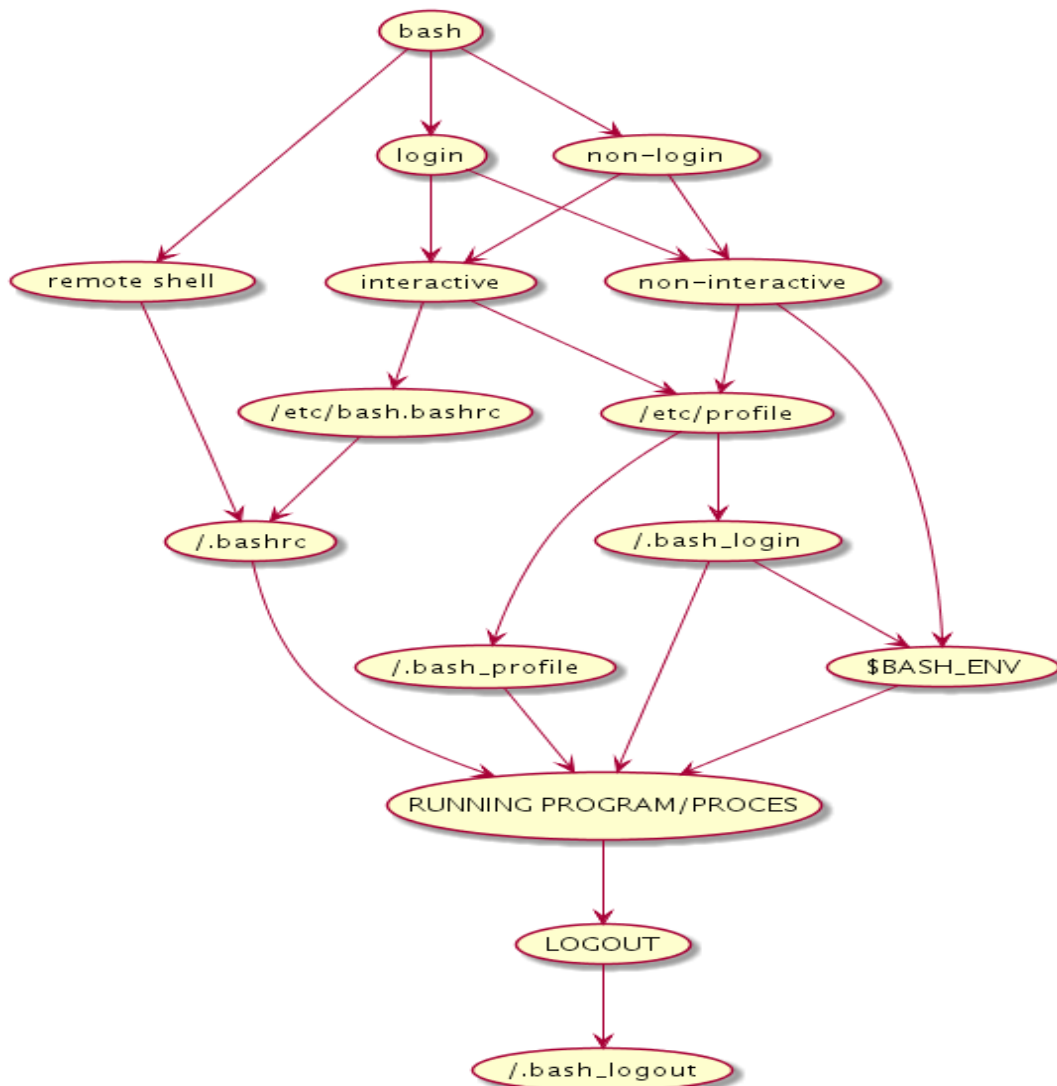 bash
login
non-login
remote shell
interactive
non-interactive
/etc/bash.bashrc
/etc/profile
/.bashrc
/.bash_login
/.bash_profile
$BASH_ENV
RUNNING PROGRAM/PROCES
LOGOUT
/.bash_logout